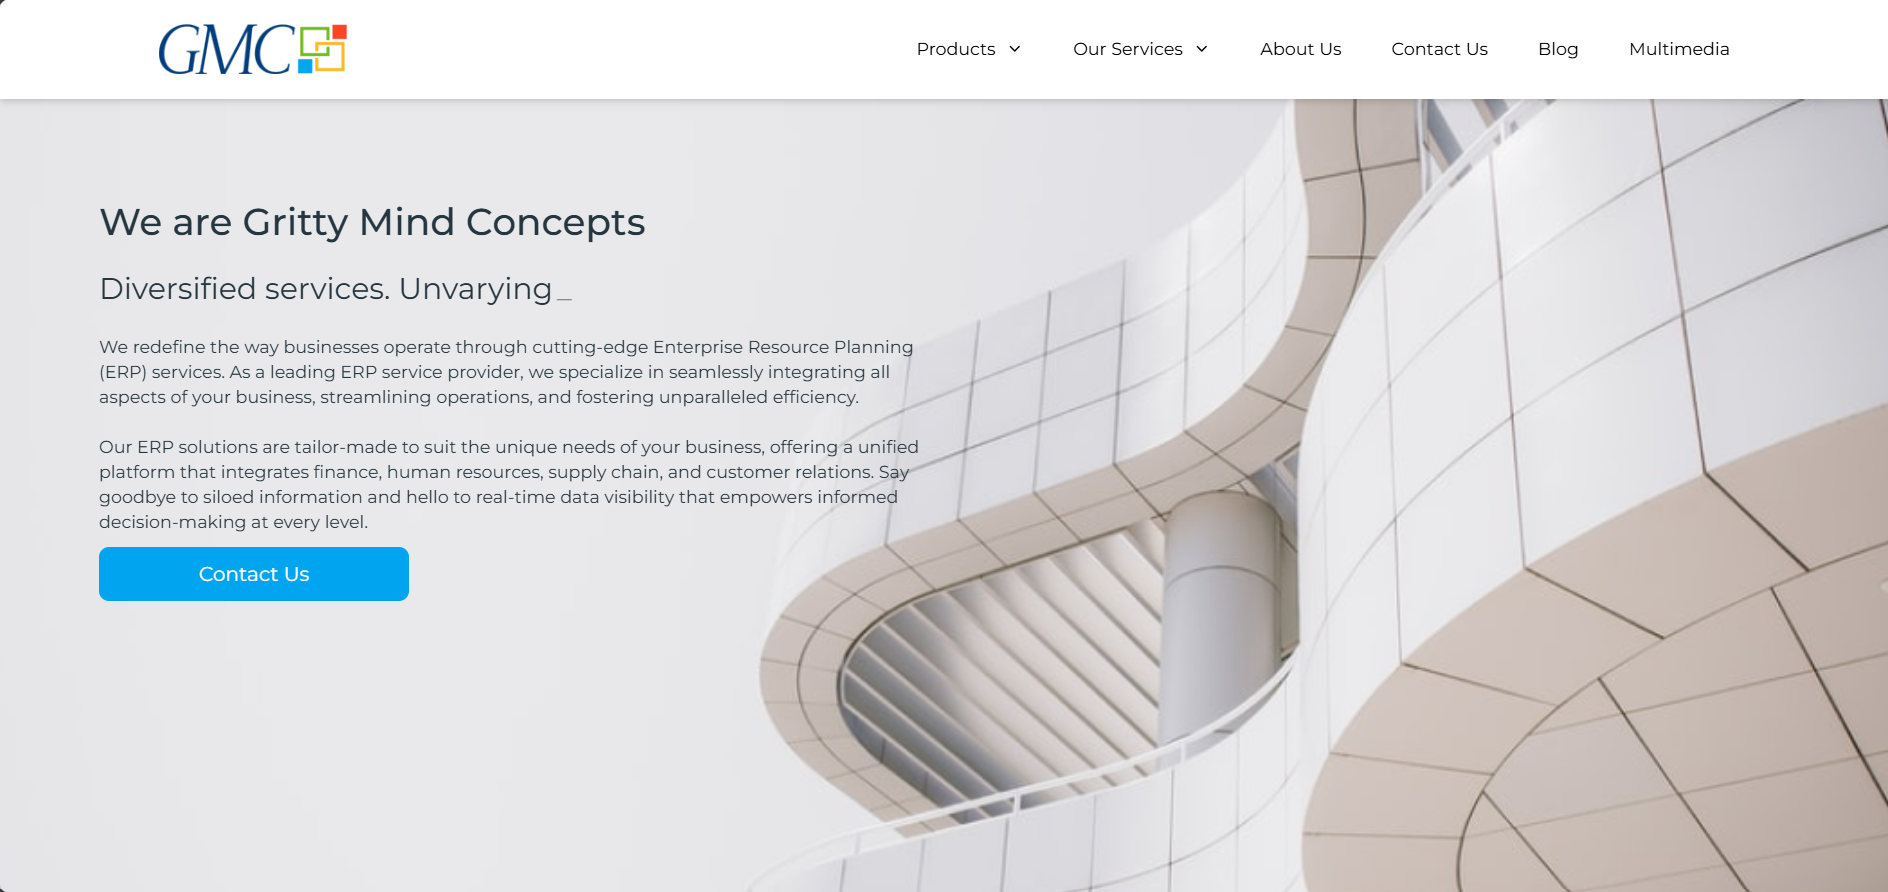 GMC
Products
Our Services
About Us
Contact Us
Blog
Multimedia
We are Gritty Mind Concepts
Diversified services. Unvarying_
We redefine the way businesses operate through cutting-edge Enterprise Resource Planning
(ERP) services. As a leading ERP service provider, we specialize in seamlessly integrating all
aspects of your business, streamlining operations, and fostering unparalleled efficiency.
Our ERP solutions are tailor-made to suit the unique needs of your business, offering a unified
platform that integrates finance, human resources, supply chain, and customer relations. Say
goodbye to siloed information and hello to real-time data visibility that empowers informed
decision-making at every level.
Contact Us